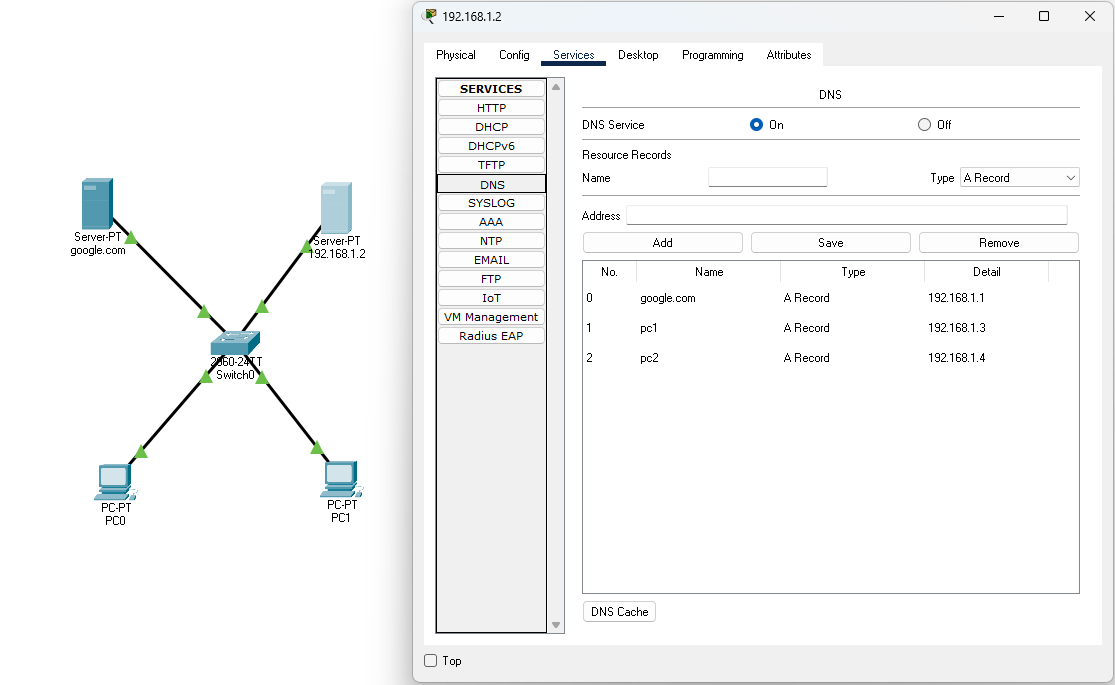 Server-PT
google.com
Server-PT
192.168.1.2
2960-24TT
Switch0
PC-PT
PC0
PC-PT
PC1
192.168.1.2
Physical Config Services Desktop Programming Attributes
SERVICES
HTTP
DHCP
DHCPv6
TFTP
DNS
SYSLOG
AAA
NTP
EMAIL
FTP
IoT
VM Management
Radius EAP
DNS
DNS Service On Off
Resource Records
Name Type A Record
Address
Add Save Remove
No. Name Type Detail
0 google.com A Record 192.168.1.1
1 pc1 A Record 192.168.1.3
2 pc2 A Record 192.168.1.4
DNS Cache
Top